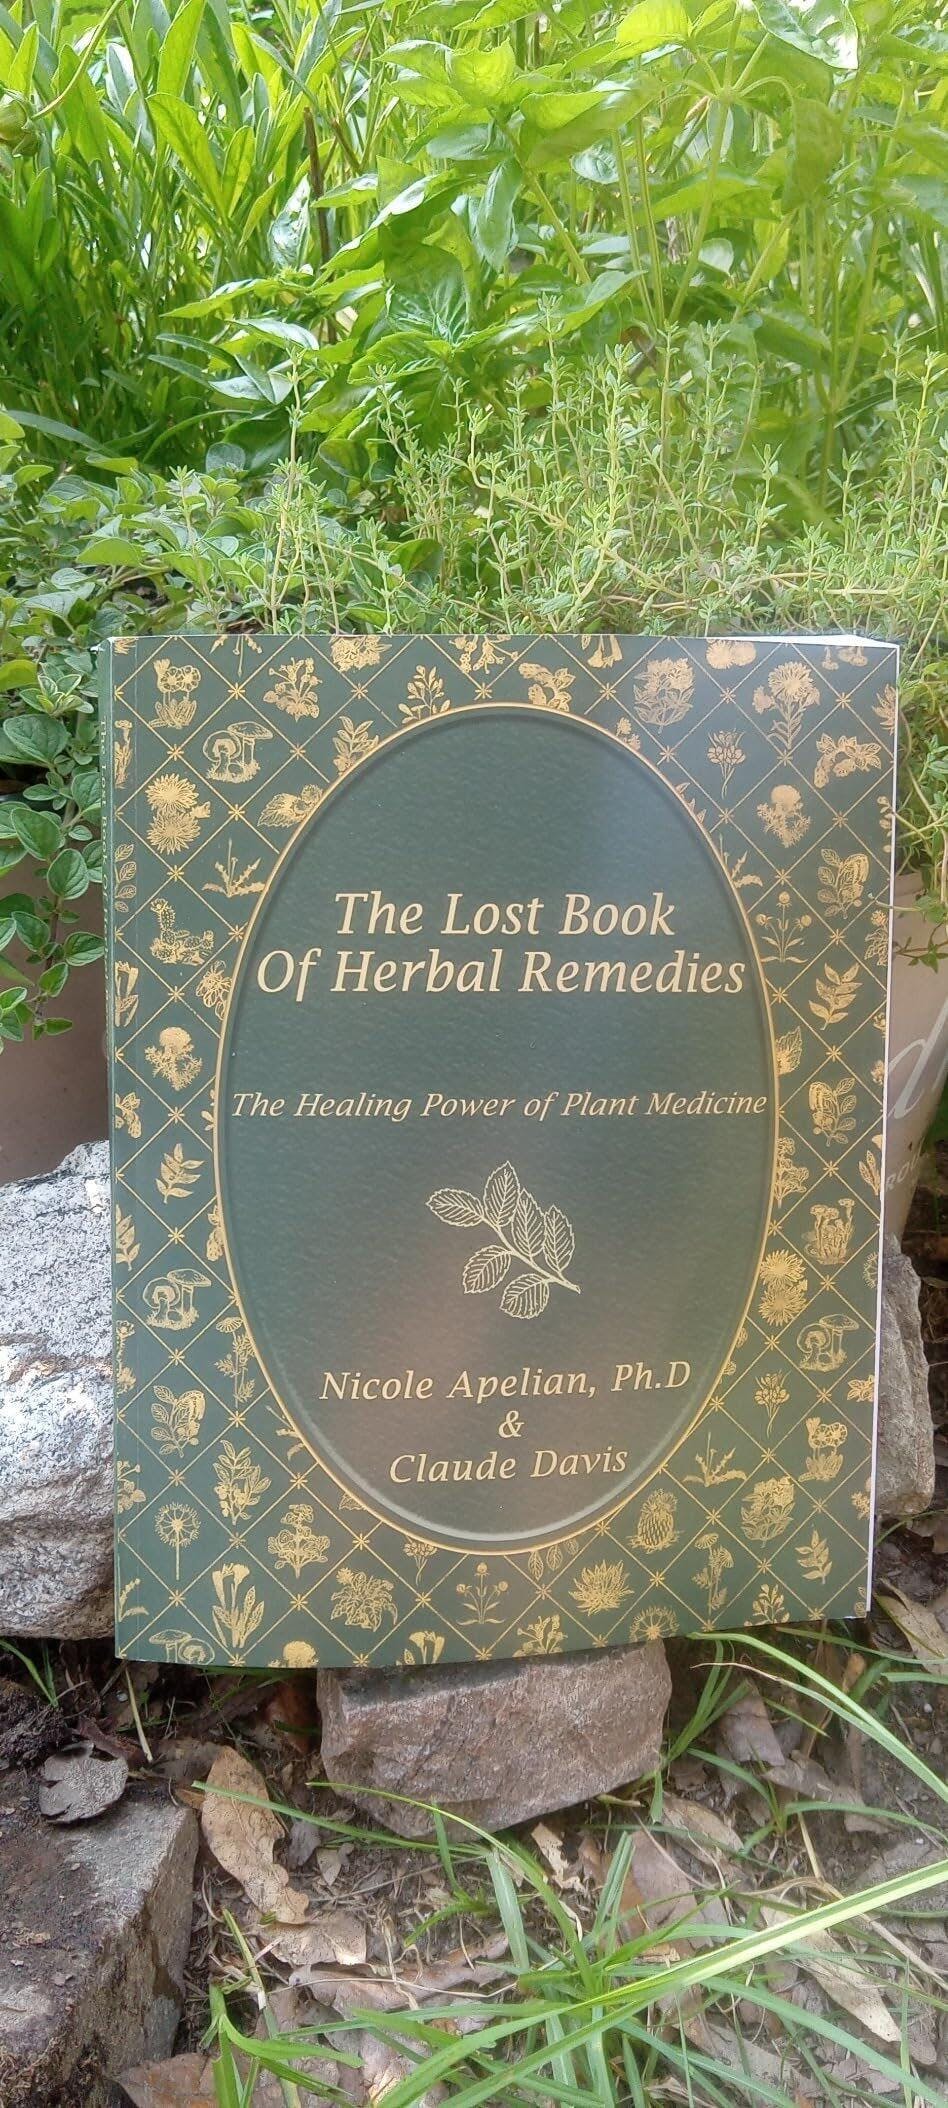 The Lost Book
Of Herbal Remedies
The Healing Power of Plant Medicine
Nicole Apelian, Ph.D
&
Claude Davis